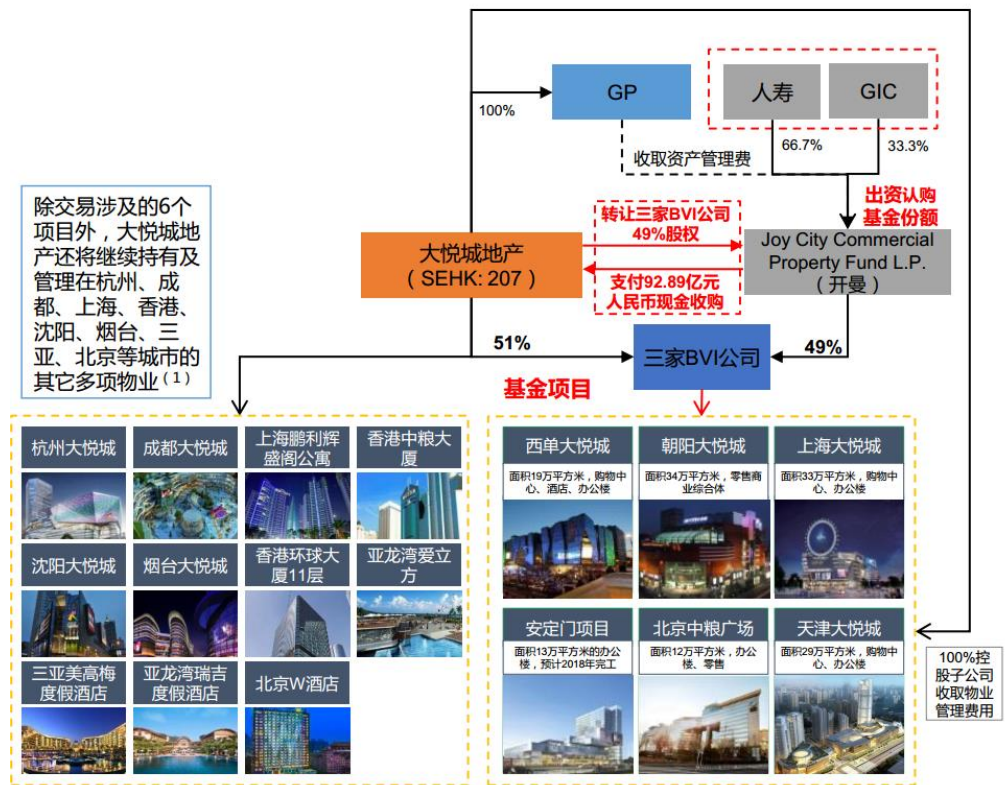 GP
人寿
GIC
100%
66.7%
33.3%
收取资产管理费
出资认购
基金份额
除交易涉及的6个
项目外，大悦城地
产还将继续持有及
管理在杭州、成
都、上海、香港、
沈阳、烟台、三
亚、北京等城市的
其它多项物业(1)
转让三家BVI公司
49%股权
大悦城地产
（SEHK: 207）
Joy City Commercial
Property Fund L.P.
（开曼）
支付92.89亿元
人民币现金收购
51%
三家BVI公司
49%
基金项目
杭州大悦城
成都大悦城
上海鹏利辉
盛阁公寓
香港中粮大
厦
沈阳大悦城
烟台大悦城
香港环球大
厦11层
亚龙湾爱立
方
三亚美高梅
度假酒店
亚龙湾瑞吉
度假酒店
北京W酒店
西单大悦城
面积19万平方米，购物中
心、酒店、办公楼
朝阳大悦城
面积34万平方米，零售商
业综合体
上海大悦城
面积33万平方米，购物中
心、办公楼
安定门项目
面积13万平方米的办公
楼，预计2018年完工
北京中粮广场
面积12万平方米，办公
楼、零售
天津大悦城
面积29万平方米，购物中
心、办公楼
100%控
股子公司
收取物业
管理费用